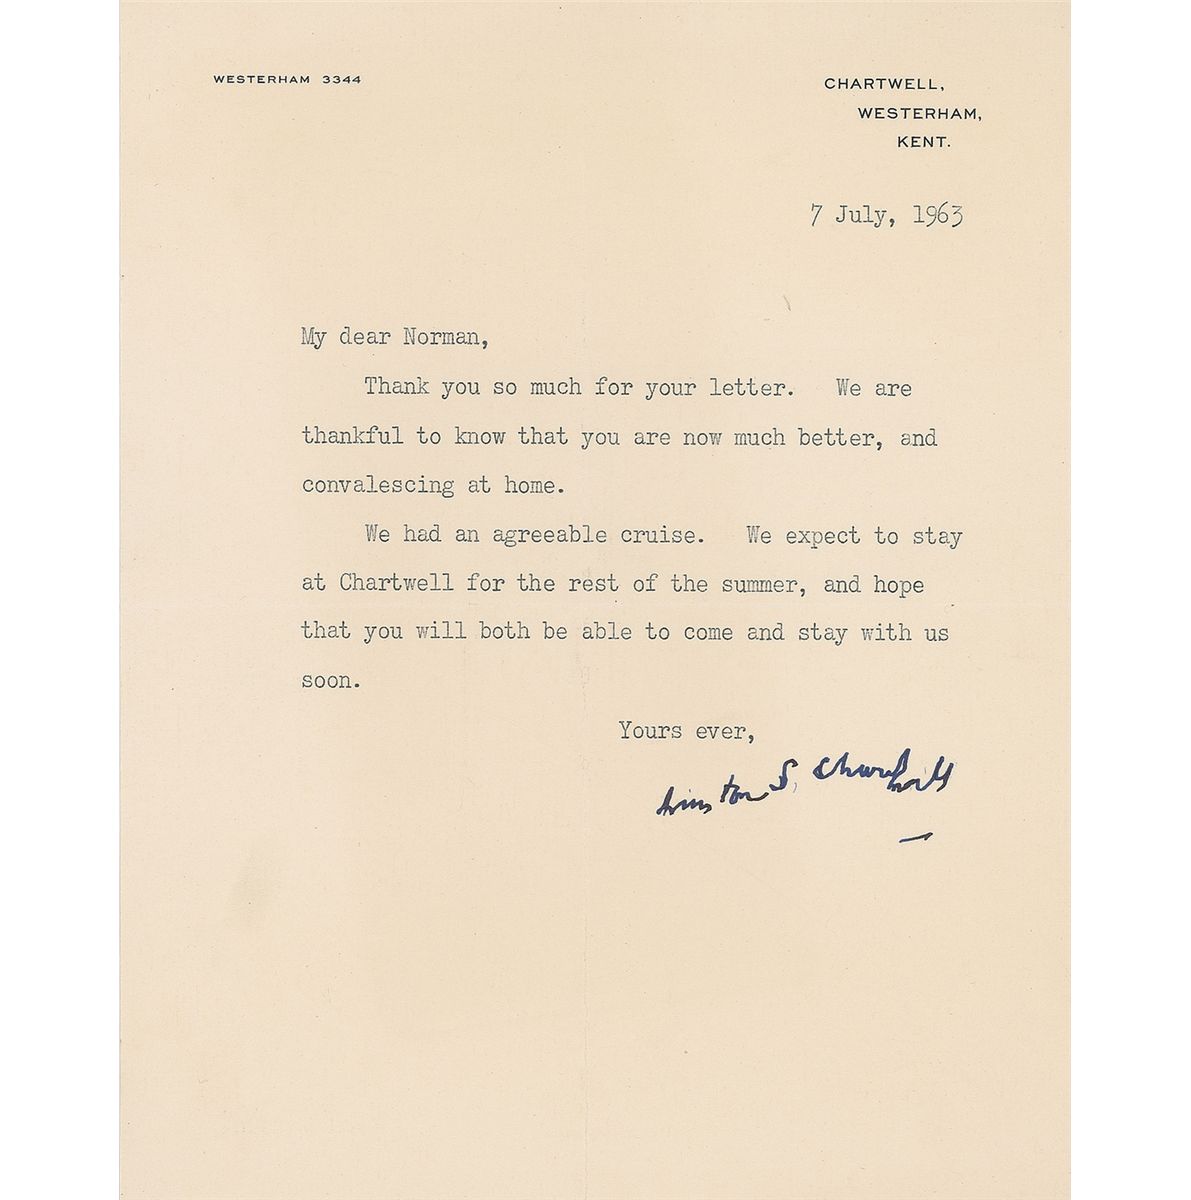 WESTERHAM 3344
CHARTWELL,
WESTERHAM,
KENT.
7 July, 1963
My dear Norman,
Thank you so much for your letter. We are
thankful to know that you are now much better, and
convalescing at home.
We had an agreeable cruise. We expect to stay
at Chartwell for the rest of the summer, and hope
that you will both be able to come and stay with us
soon.
Yours ever,
Winston S. Churchill